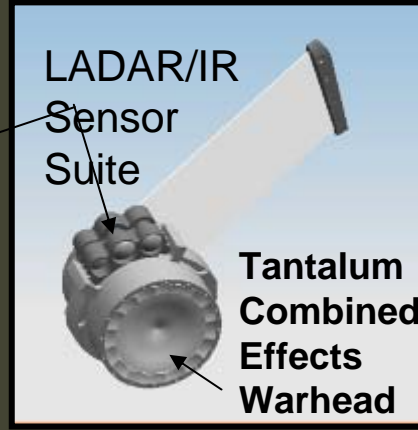 LADAR/IR
Sensor
Suite
Tantalum
Combined
Effects
Warhead